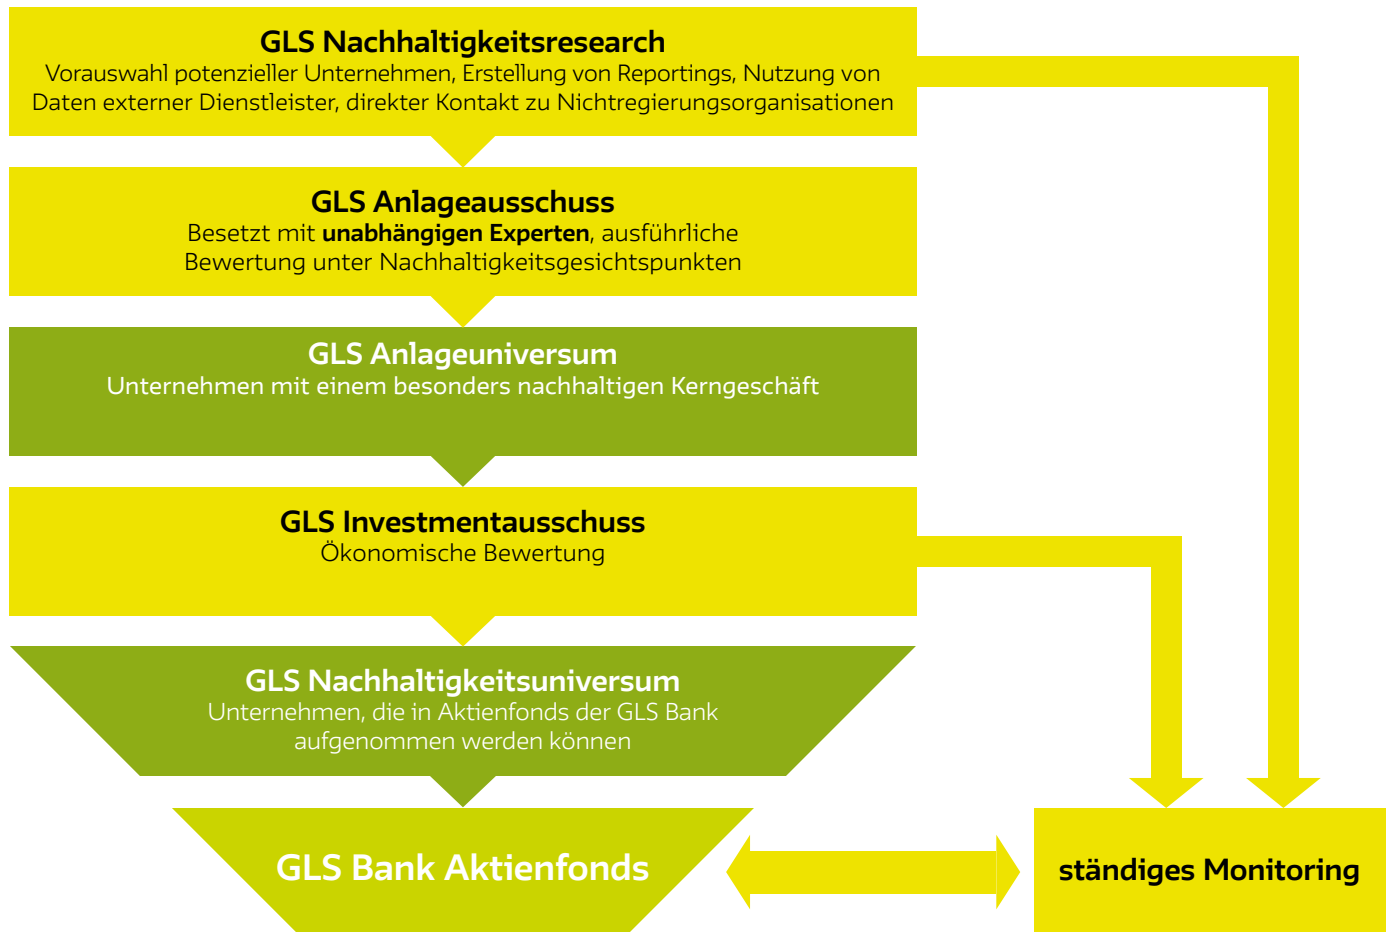 GLS Nachhaltigkeitsresearch
Vorauswahl potenzieller Unternehmen, Erstellung von Reportings, Nutzung von
Daten externer Dienstleister, direkter Kontakt zu Nichtregierungsorganisationen
GLS Anlageausschuss
Besetzt mit unabhängigen Experten, ausführliche
Bewertung unter Nachhaltigkeitsgesichtspunkten
GLS Anlageuniversum
Unternehmen mit einem besonders nachhaltigen Kerngeschäft
GLS Investmentausschuss
Ökonomische Bewertung
GLS Nachhaltigkeitsuniversum
Unternehmen, die in Aktienfonds der GLS Bank
aufgenommen werden können
GLS Bank Aktienfonds
ständiges Monitoring